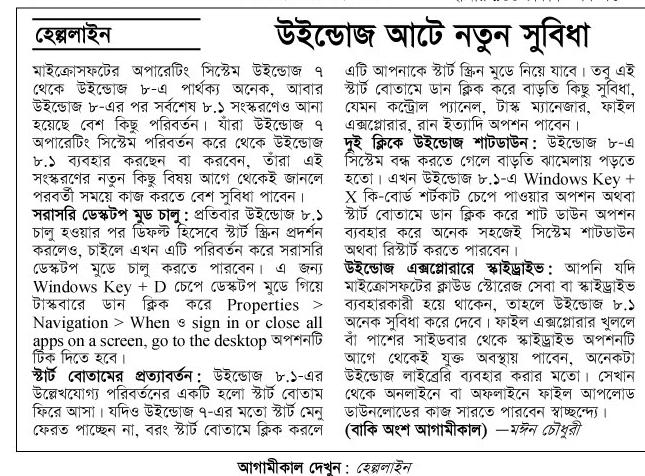 হেল্পলাইন
উইন্ডোজ আটে নতুন সুবিধা
মাইক্রোসফটের অপারেটিং সিস্টেম উইন্ডোজ ৭
থেকে উইন্ডোজ ৮-এ পার্থক্য অনেক, আবার
উইন্ডোজ ৮-এর পর সর্বশেষ ৮.১ সংস্করণেও আনা
হয়েছে বেশ কিছু পরিবর্তন। যাঁরা উইন্ডোজ ৭
অপারেটিং সিস্টেম পরিবর্তন করে থেকে উইন্ডোজ
৮.১ ব্যবহার করছেন বা করবেন, তাঁরা এই
সংস্করণের নতুন কিছু বিষয় আগে থেকেই জানলে
পরবর্তী সময়ে কাজ করতে বেশ সুবিধা পাবেন।
সরাসরি ডেস্কটপ মুড চালু : প্রতিবার উইন্ডোজ ৮.১
চালু হওয়ার পর ডিফল্ট হিসেবে স্টার্ট স্ক্রিন প্রদর্শন
করলেও, চাইলে এখন এটি পরিবর্তন করে সরাসরি
ডেস্কটপ মুডে চালু করতে পারবেন। এ জন্য
Windows Key + D চেপে ডেস্কটপ মুডে গিয়ে
টাস্কবারে ডান ক্লিক করে Properties >
Navigation > When ও sign in or close all
apps on a screen, go to the desktop অপশনটি
টিক দিতে হবে।
স্টার্ট বোতামের প্রত্যাবর্তন : উইন্ডোজ ৮.১-এর
উল্লেখযোগ্য পরিবর্তনের একটি হলো স্টার্ট বোতাম
ফিরে আসা। যদিও উইন্ডোজ ৭-এর মতো স্টার্ট মেনু
ফেরত পাচ্ছেন না, বরং স্টার্ট বোতামে ক্লিক করলে
এটি আপনাকে স্টার্ট স্ক্রিন মুডে নিয়ে যাবে। তবু এই
স্টার্ট বোতামে ডান ক্লিক করে বাড়তি কিছু সুবিধা,
যেমন কন্ট্রোল প্যানেল, টাস্ক ম্যানেজার, ফাইল
এক্সপ্লোরার, রান ইত্যাদি অপশন পাবেন।
দুই ক্লিকে উইন্ডোজ শাটডাউন : উইন্ডোজ ৮-এ
সিস্টেম বন্ধ করতে গেলে বাড়তি ঝামেলায় পড়তে
হতো। এখন উইন্ডোজ ৮.১-এ Windows Key +
X কি-বোর্ড শর্টকাট চেপে পাওয়ার অপশন অথবা
স্টার্ট বোতামে ডান ক্লিক করে শাট ডাউন অপশন
ব্যবহার করে অনেক সহজেই সিস্টেম শাটডাউন
অথবা রিস্টার্ট করতে পারবেন।
উইন্ডোজ এক্সপ্লোরারে স্কাইড্রাইভ : আপনি যদি
মাইক্রোসফটের ক্লাউড স্টোরেজ সেবা বা স্কাইড্রাইভ
ব্যবহারকারী হয়ে থাকেন, তাহলে উইন্ডোজ ৮.১
অনেক সুবিধা করে দেবে। ফাইল এক্সপ্লোরার খুললে
বাঁ পাশের সাইডবার থেকে স্কাইড্রাইভ অপশনটি
আগে থেকেই যুক্ত অবস্থায় পাবেন, অনেকটা
উইন্ডোজ লাইব্রেরি ব্যবহার করার মতো। সেখান
থেকে অনলাইনে বা অফলাইনে ফাইল আপলোড
ডাউনলোডের কাজ সারতে পারবেন স্বাচ্ছন্দ্যে।
(বাকি অংশ আগামীকাল) —মঈন চৌধুরী
আগামীকাল দেখুন : হেল্পলাইন